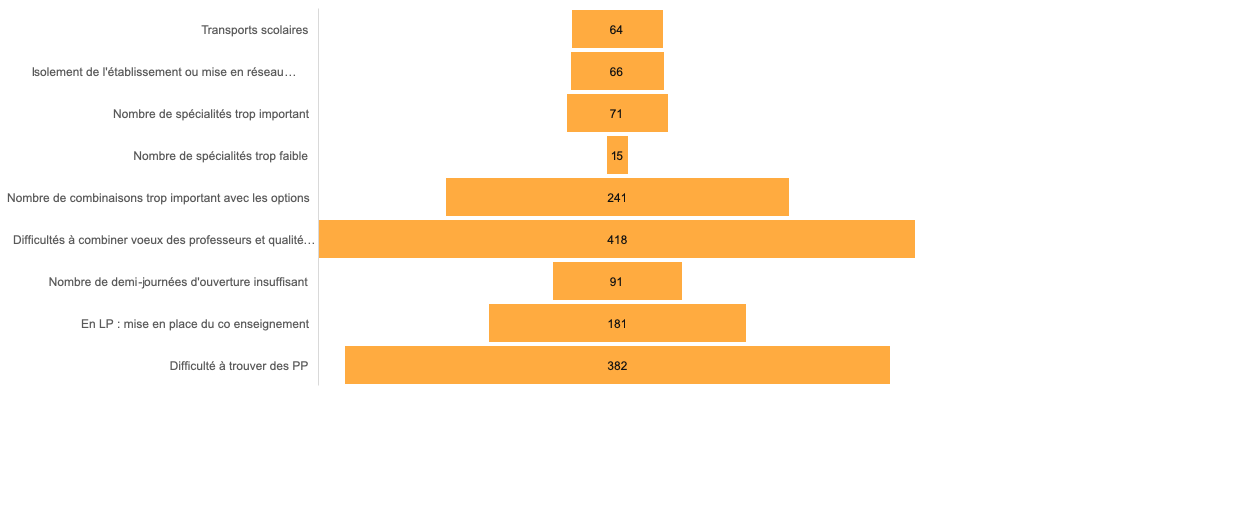 Transports scolaires 64
Isolement de l'établissement ou mise en réseau… 66
Nombre de spécialités trop important 71
Nombre de spécialités trop faible 15
Nombre de combinaisons trop important avec les options 241
Difficultés à combiner voeux des professeurs et qualité… 418
Nombre de demi-journées d'ouverture insuffisant 91
En LP : mise en place du co enseignement 181
Difficulté à trouver des PP 382